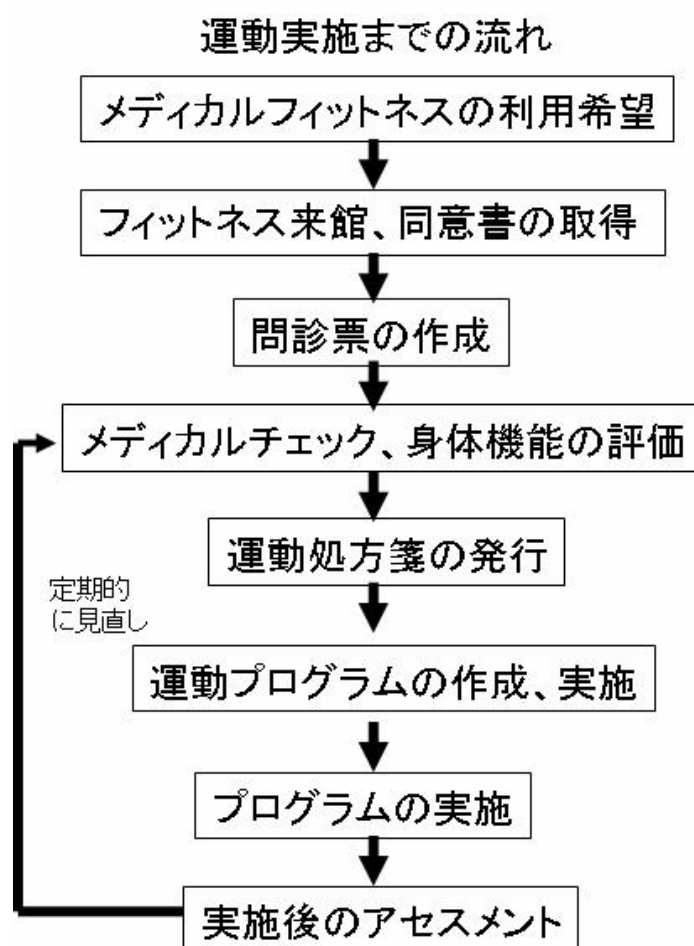 運動実施までの流れ
メディカルフィットネスの利用希望
フィットネス来館、同意書の取得
問診票の作成
メディカルチェック、身体機能の評価
運動処方箋の発行
定期的
に見直し
運動プログラムの作成、実施
プログラムの実施
実施後のアセスメント